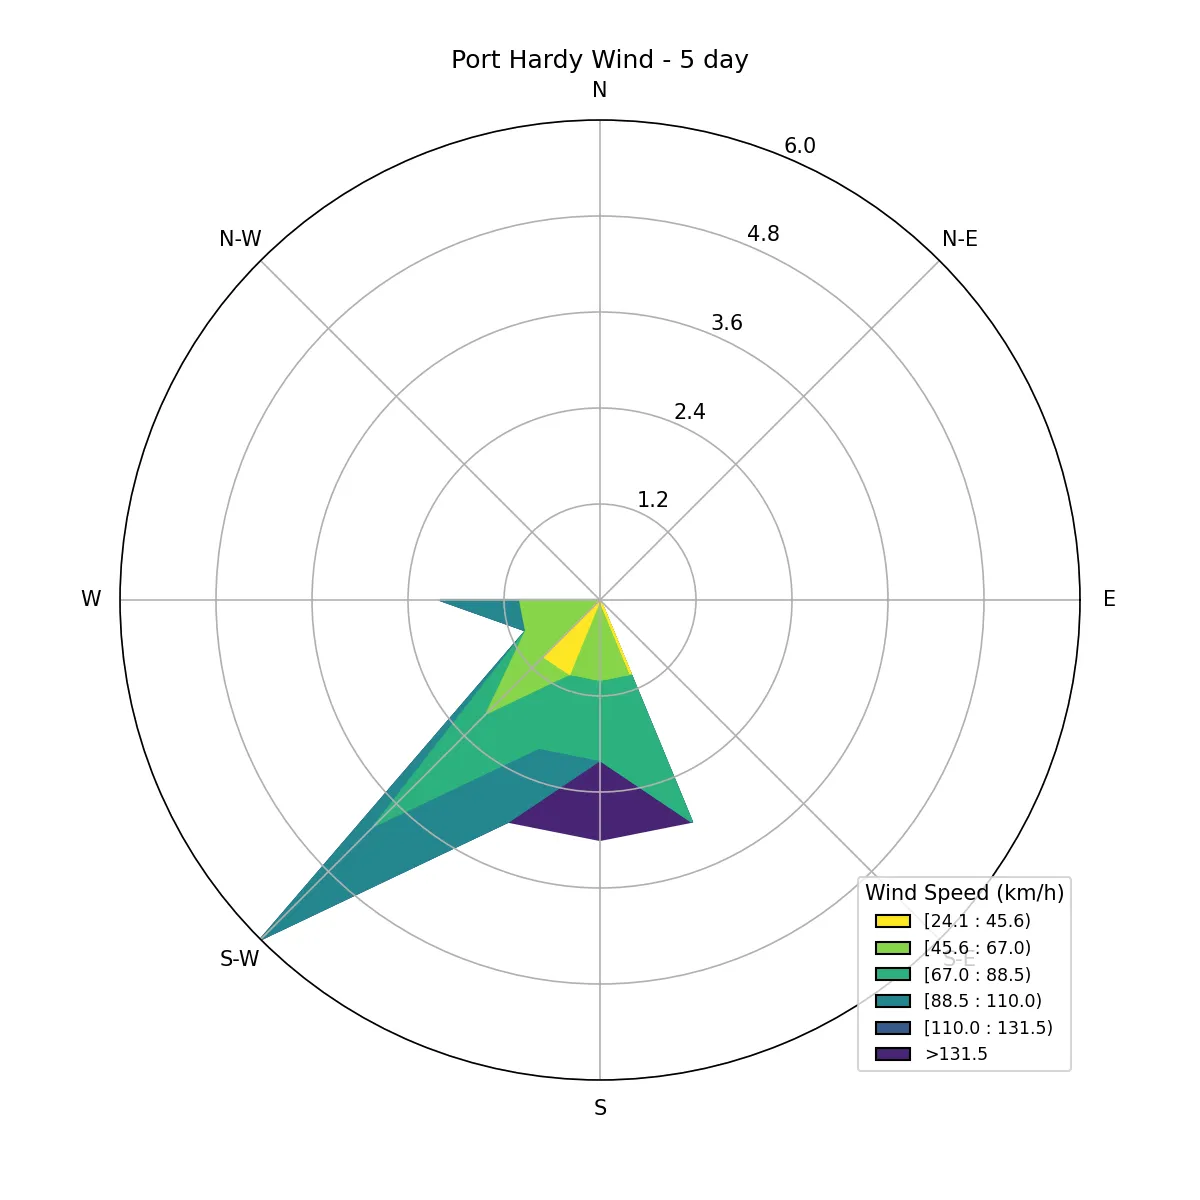 Port Hardy Wind - 5 day
N
6.0
4.8
N-W
N-E
3.6
2.4
1.2
W
E
Wind Speed (km/h)
[24.1 : 45.6)
[45.6 : 67.0)
S-W
S-E
[67.0 : 88.5)
[88.5 : 110.0)
[110.0 : 131.5)
>131.5
S